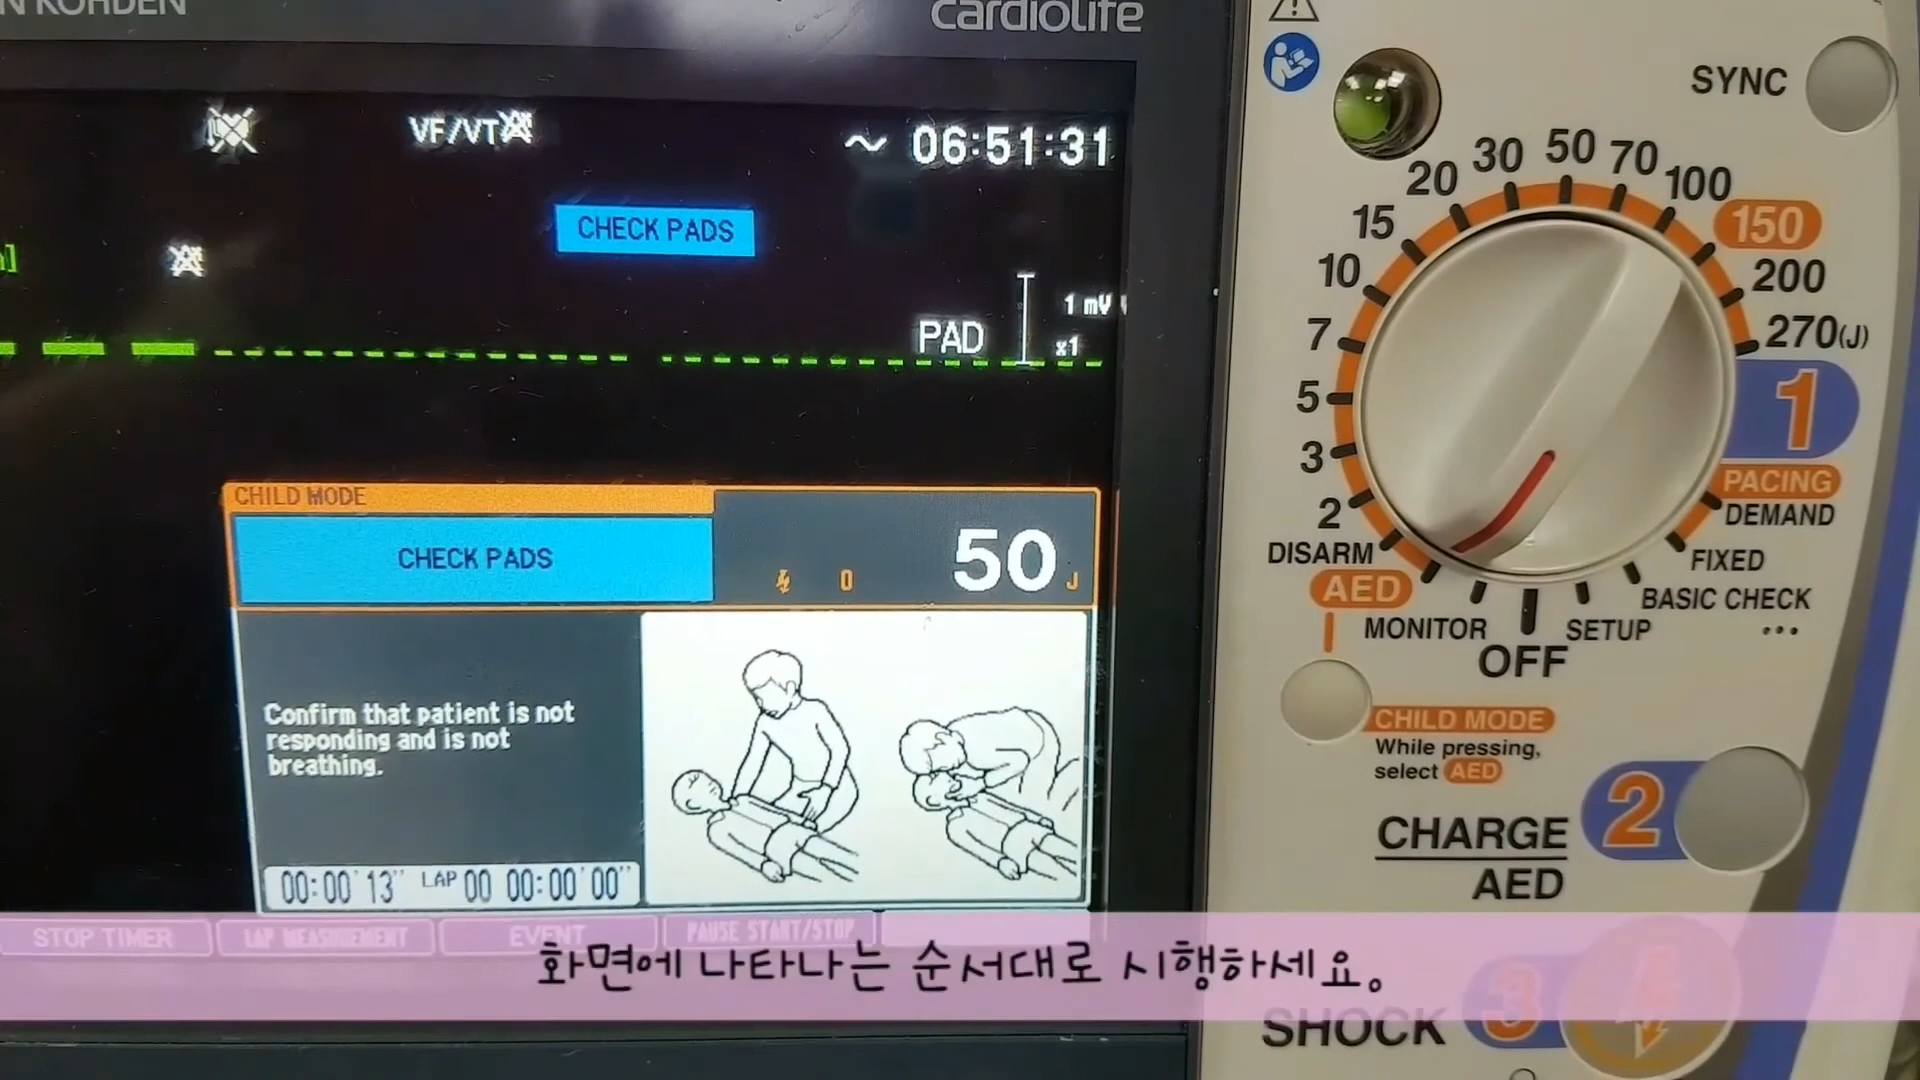 N KOHDEN
cardiolife
VF/VT
06:51:31
CHECK PADS
PAD
1 mV
x1
CHILD MODE
CHECK PADS
0
50 J
Confirm that patient is not
responding and is not
breathing.
00:00'13" LAP 00 00:00'00"
STOP TIMER
LAP MEASUREMENT
EVENT
PAUSE START/STOP
화면에 나타나는 순서대로 시행하세요.
SYNC
DISARM
2
3
5
7
10
15
20
30
50
70
100
150
200
270(J)
1
PACING
DEMAND
FIXED
BASIC CHECK
...
SETUP
OFF
MONITOR
AED
CHILD MODE
While pressing,
select AED
CHARGE
AED
2
SHOCK
3